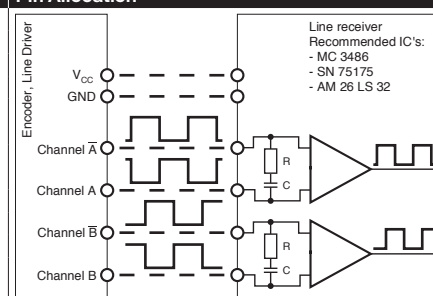 Pin Allocation
Encoder, Line Driver
Line receiver
Recommended IC's:
- MC 3486
- SN 75175
- AM 26 LS 32
VCC
GND
Channel A̅
R
C
Channel A
Channel B̅
R
C
Channel B